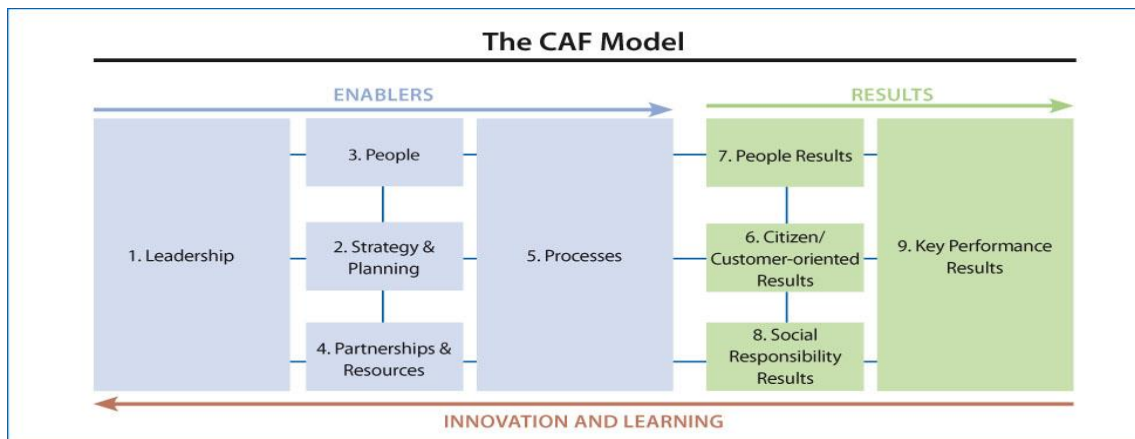 The CAF Model
ENABLERS
RESULTS
1. Leadership
3. People
2. Strategy &
Planning
4. Partnerships &
Resources
5. Processes
7. People Results
6. Citizen/
Customer-oriented
Results
8. Social
Responsibility
Results
9. Key Performance
Results
INNOVATION AND LEARNING